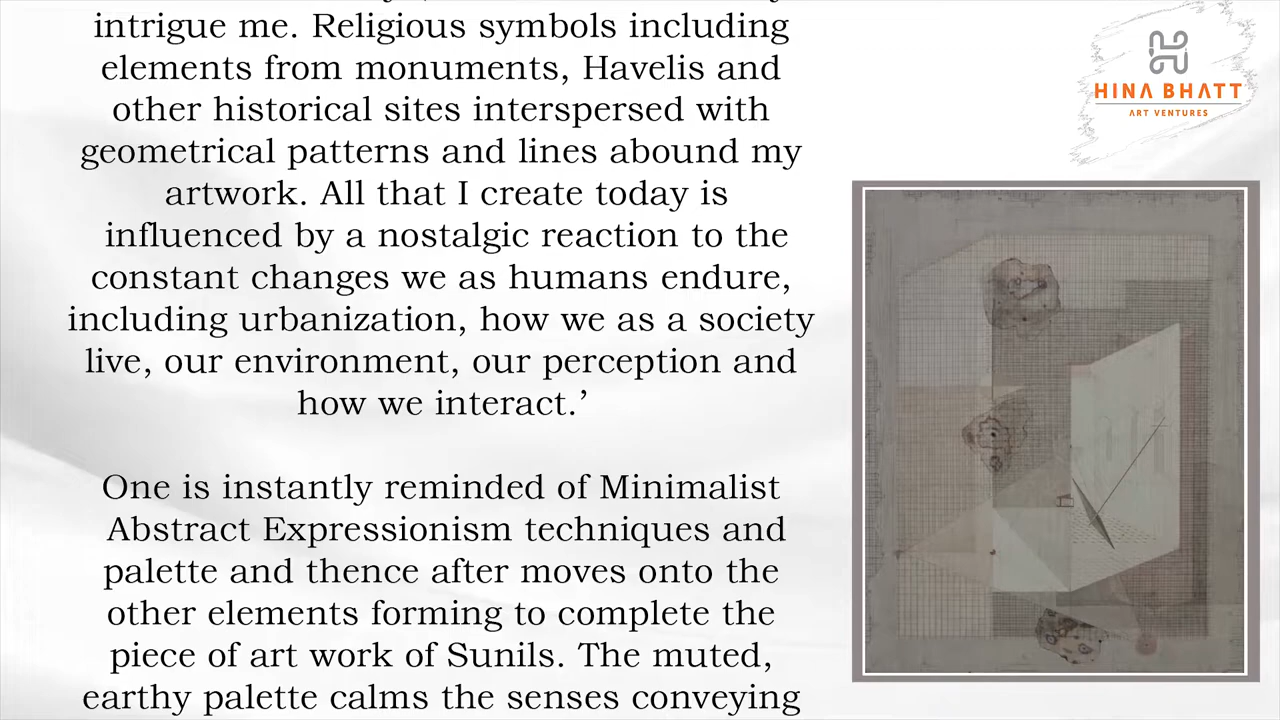 intrigue me. Religious symbols including
elements from monuments, Havelis and
other historical sites interspersed with
geometrical patterns and lines abound my
artwork. All that I create today is
influenced by a nostalgic reaction to the
constant changes we as humans endure,
including urbanization, how we as a society
live, our environment, our perception and
how we interact.’
One is instantly reminded of Minimalist
Abstract Expressionism techniques and
palette and thence after moves onto the
other elements forming to complete the
piece of art work of Sunils. The muted,
earthy palette calms the senses conveying
HINA BHATT
ART VENTURES